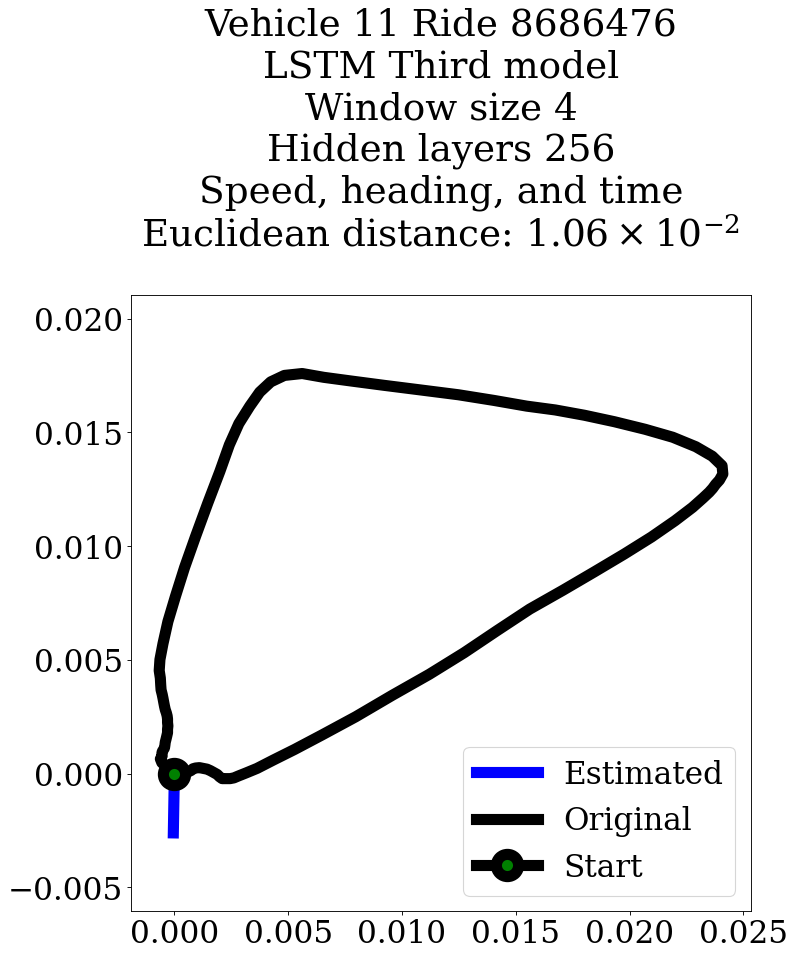 Vehicle 11 Ride 8686476
LSTM Third model
Window size 4
Hidden layers 256
Speed, heading, and time
Euclidean distance: 1.06 × 10⁻²
0.020
0.015
0.010
0.005
0.000
−0.005
Estimated
Original
Start
0.000 0.005 0.010 0.015 0.020 0.025